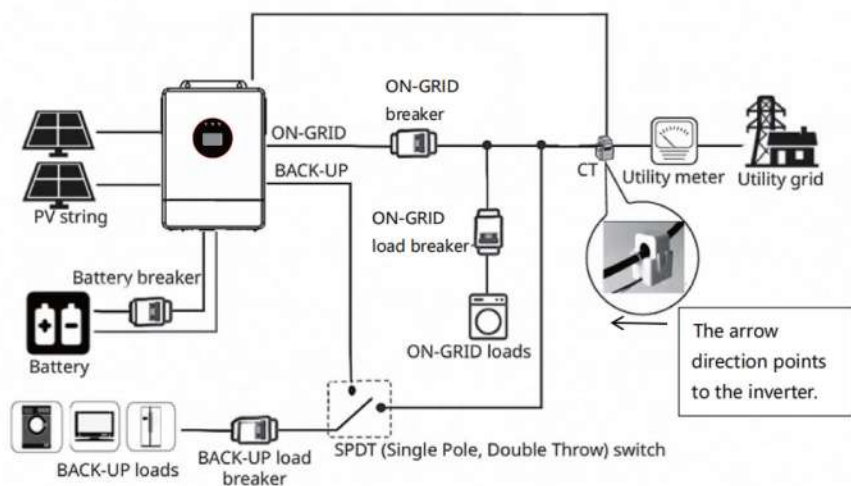 ON-GRID
breaker
ON-GRID
BACK-UP
PV string
CT
Utility meter
Utility grid
ON-GRID
load breaker
Battery breaker
Battery
ON-GRID loads
The arrow
direction points
to the inverter.
SPDT (Single Pole, Double Throw) switch
BACK-UP loads
BACK-UP load
breaker